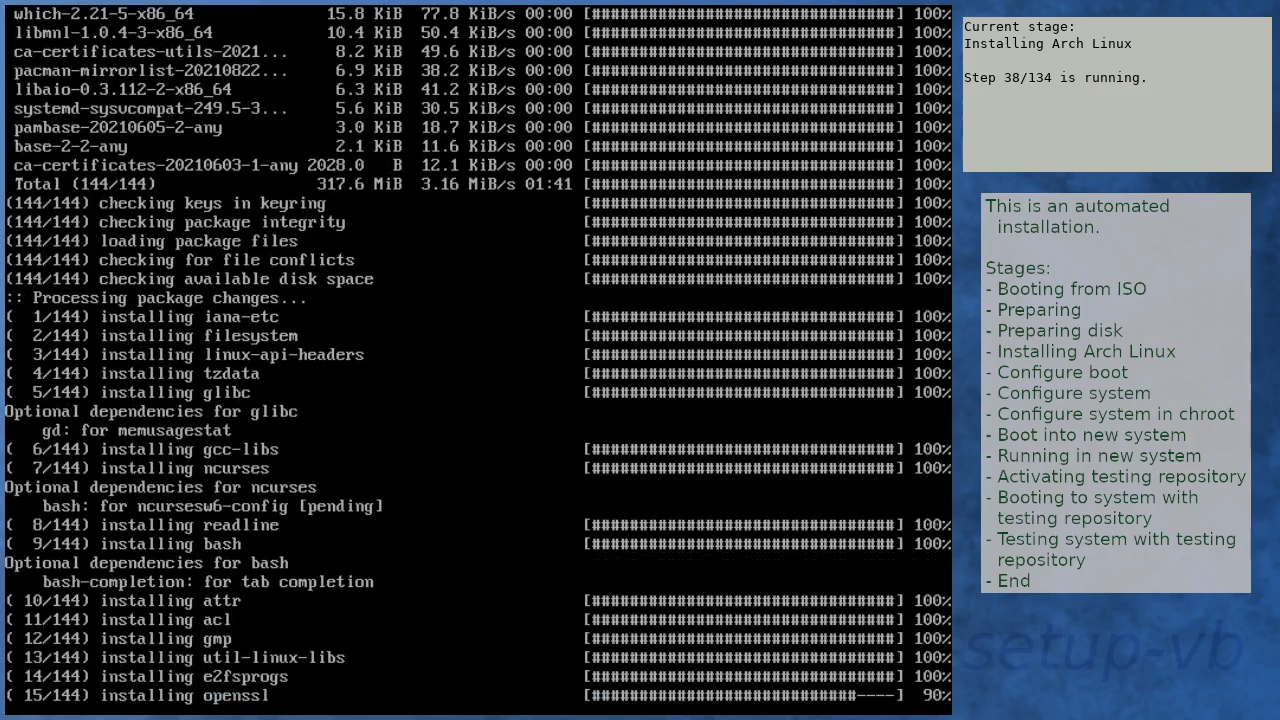 which-2.21-5-x86_64 15.8 KiB 77.8 KiB/s 00:00 [################################] 100%
libmnl-1.0.4-3-x86_64 10.4 KiB 50.4 KiB/s 00:00 [################################] 100%
ca-certificates-utils-2021... 8.2 KiB 49.6 KiB/s 00:00 [################################] 100%
pacman-mirrorlist-20210822... 6.9 KiB 38.2 KiB/s 00:00 [################################] 100%
libaio-0.3.112-2-x86_64 6.3 KiB 41.2 KiB/s 00:00 [################################] 100%
systemd-sysvcompat-249.5-3... 5.6 KiB 30.5 KiB/s 00:00 [################################] 100%
pambase-20210605-2-any 3.0 KiB 18.7 KiB/s 00:00 [################################] 100%
base-2-2-any 2.1 KiB 11.6 KiB/s 00:00 [################################] 100%
ca-certificates-20210603-1-any 2028.0 B 12.1 KiB/s 00:00 [################################] 100%
Total (144/144) 317.6 MiB 3.16 MiB/s 01:41 [################################] 100%
(144/144) checking keys in keyring [################################] 100%
(144/144) checking package integrity [################################] 100%
(144/144) loading package files [################################] 100%
(144/144) checking for file conflicts [################################] 100%
(144/144) checking available disk space [################################] 100%
:: Processing package changes...
( 1/144) installing iana-etc [################################] 100%
( 2/144) installing filesystem [################################] 100%
( 3/144) installing linux-api-headers [################################] 100%
( 4/144) installing tzdata [################################] 100%
( 5/144) installing glibc [################################] 100%
Optional dependencies for glibc
gd: for memusagestat
( 6/144) installing gcc-libs [################################] 100%
( 7/144) installing ncurses [################################] 100%
Optional dependencies for ncurses
bash: for ncursesw6-config [pending]
( 8/144) installing readline [################################] 100%
( 9/144) installing bash [################################] 100%
Optional dependencies for bash
bash-completion: for tab completion
( 10/144) installing attr [################################] 100%
( 11/144) installing acl [################################] 100%
( 12/144) installing gmp [################################] 100%
( 13/144) installing util-linux-libs [################################] 100%
( 14/144) installing e2fsprogs [################################] 100%
( 15/144) installing openssl [############################----] 90%
Current stage:
Installing Arch Linux
Step 38/134 is running.
This is an automated
installation.
Stages:
- Booting from ISO
- Preparing
- Preparing disk
- Installing Arch Linux
- Configure boot
- Configure system
- Configure system in chroot
- Boot into new system
- Running in new system
- Activating testing repository
- Booting to system with
testing repository
- Testing system with testing
repository
- End
setup-vb